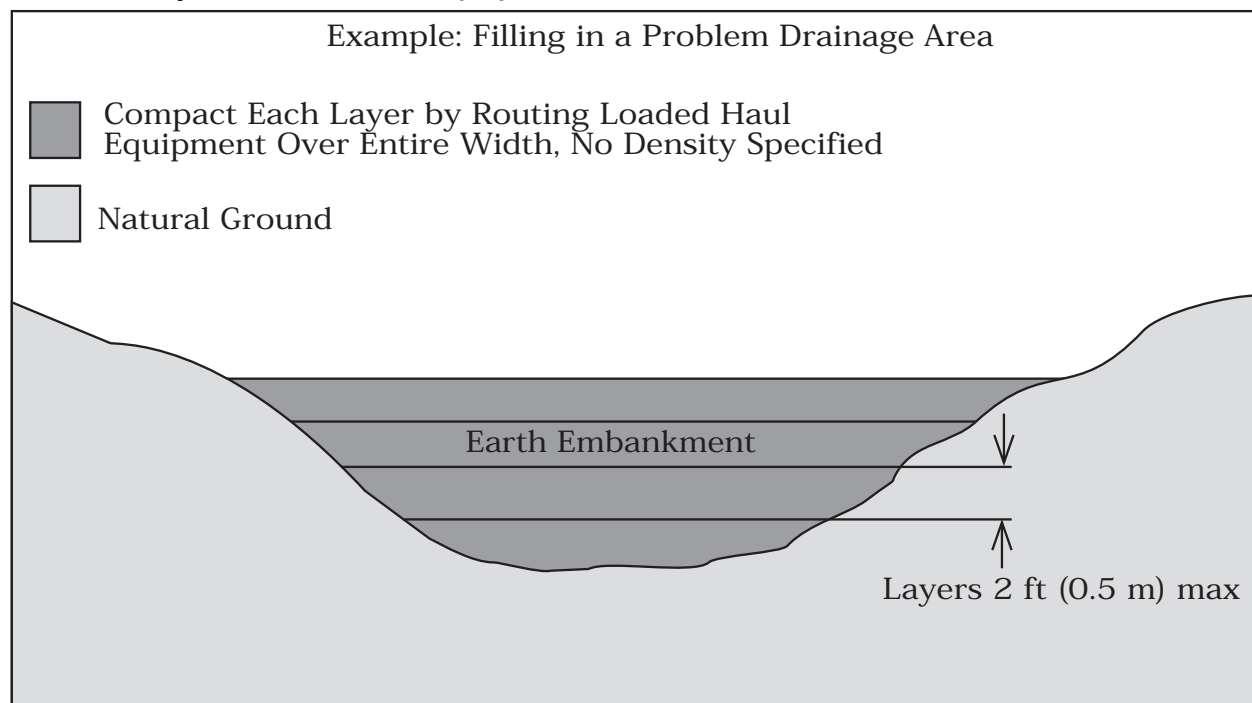 Example: Filling in a Problem Drainage Area
Compact Each Layer by Routing Loaded Haul
Equipment Over Entire Width, No Density Specified
Natural Ground
Earth Embankment
Layers 2 ft (0.5 m) max